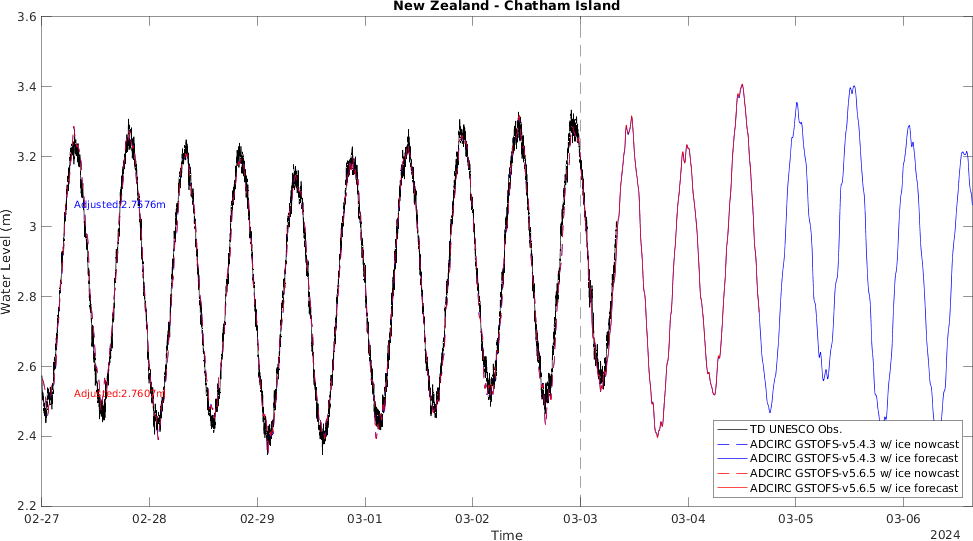 New Zealand - Chatham Island
3.6
3.4
3.2
3
2.8
2.6
2.4
2.2
Water Level (m)
Adjusted:2.7576m
Adjusted:2.7607m
TD UNESCO Obs.
ADCIRC GSTOFS-v5.4.3 w/ ice nowcast
ADCIRC GSTOFS-v5.4.3 w/ ice forecast
ADCIRC GSTOFS-v5.6.5 w/ ice nowcast
ADCIRC GSTOFS-v5.6.5 w/ ice forecast
02-27 02-28 02-29 03-01 03-02 03-03 03-04 03-05 03-06
2024
Time